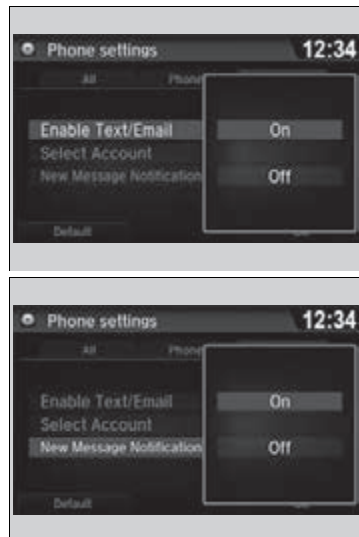 Phone settings 12:34
All Phone
Enable Text/Email On
Select Account
New Message Notification Off
Default
Phone settings 12:34
All Phone
Enable Text/Email On
Select Account
New Message Notification Off
Default